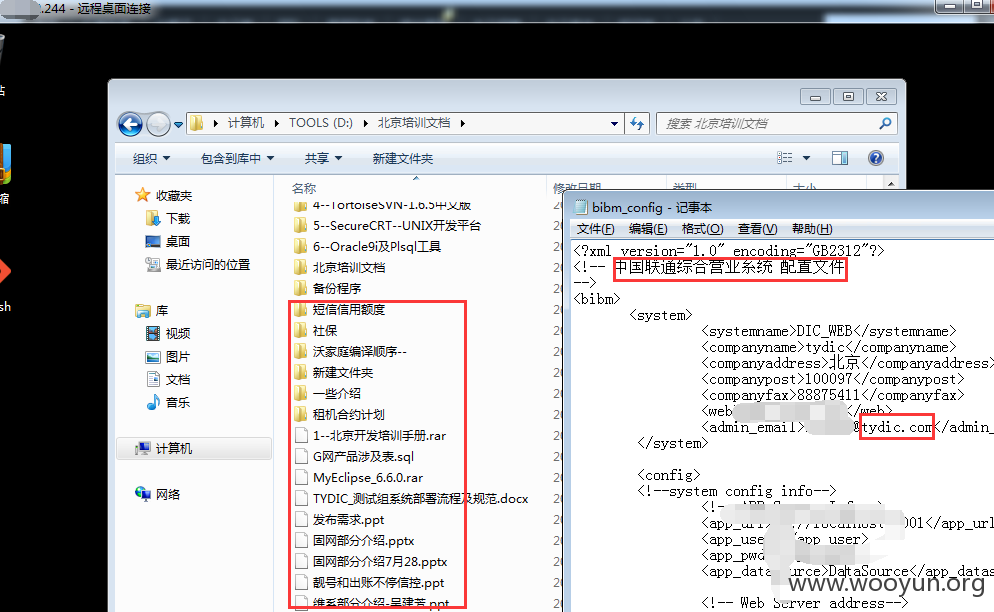 .244 - 远程桌面连接
站
缩
sh
计算机 TOOLS (D:) 北京培训文档
搜索 北京培训文档
组织 包含到库中 共享 新建文件夹
收藏夹
下载
桌面
最近访问的位置
库
视频
图片
文档
音乐
计算机
网络
名称 修改日期 类型 大小
4--TortoiseSVN-1.6.5中文版
5--SecureCRT--UNIX开发平台
6--Oracle9i及Plsql工具
北京培训文档
备份程序
短信信用额度
社保
沃家庭编译顺序--
新建文件夹
一些介绍
租机合约计划
1--北京开发培训手册.rar
G网产品涉及表.sql
MyEclipse_6.6.0.rar
TYDIC_测试组系统部署流程及规范.docx
发布需求.ppt
固网部分介绍.pptx
固网部分介绍7月28.pptx
靓号和出账不停信控.ppt
维系部分介绍-吴建芳.ppt
bibm_config - 记事本
文件(F) 编辑(E) 格式(O) 查看(V) 帮助(H)
<?xml version="1.0" encoding="GB2312"?>
<!-- 中国联通综合营业系统 配置文件
-->
<bibm>
<system>
<systemname>DIC_WEB</systemname>
<companyname>tydic</companyname>
<companyaddress>北京</companyaddress>
<companypost>100097</companypost>
<companyfax>88875411</companyfax>
<web </web>
<admin_email> @tydic.com</admin_
</system>
<config>
<!--system config info-->
<app_url> ://localhost 001</app_url
<app_use /app_user>
<app_pwd
<app_datasource>DataSource</app_datas
<!-- Web Server address-->
www.wooyun.org